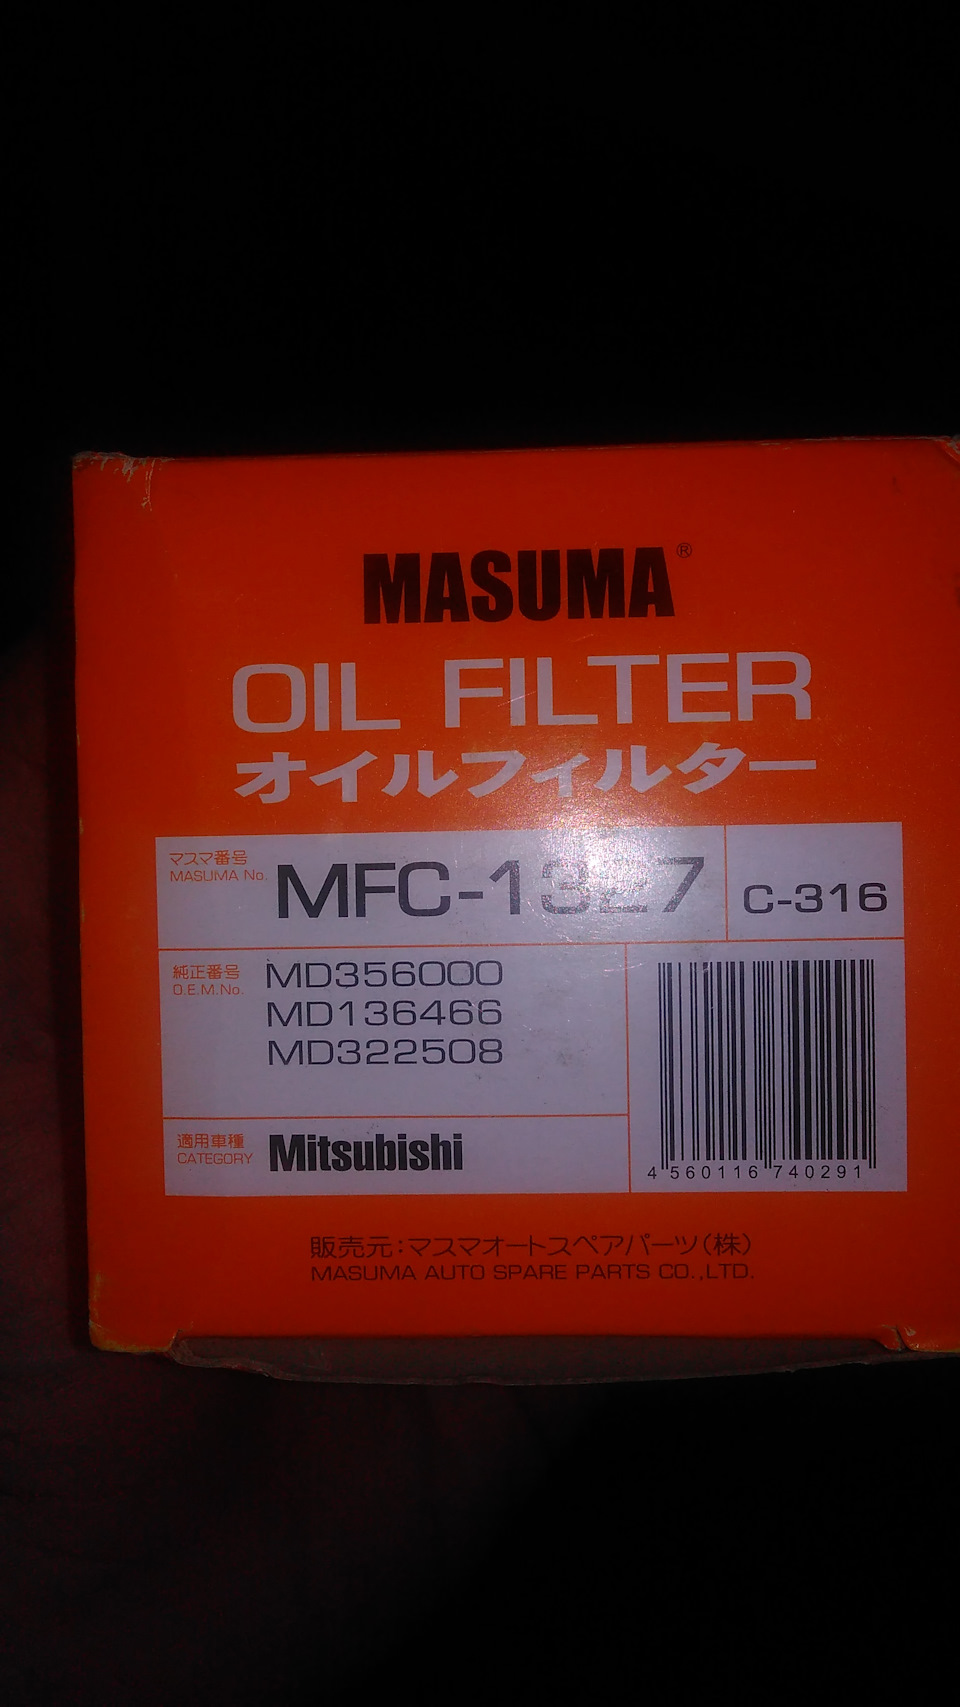 MASUMA®
OIL FILTER
オイルフィルター
マスマ番号
MASUMA No.
MFC-1327
C-316
純正番号
O.E.M.No.
MD356000
MD136466
MD322508
適用車種
CATEGORY
Mitsubishi
4 560116 740291
販売元:マスマオートスペアパーツ(株)
MASUMA AUTO SPARE PARTS CO.,LTD.